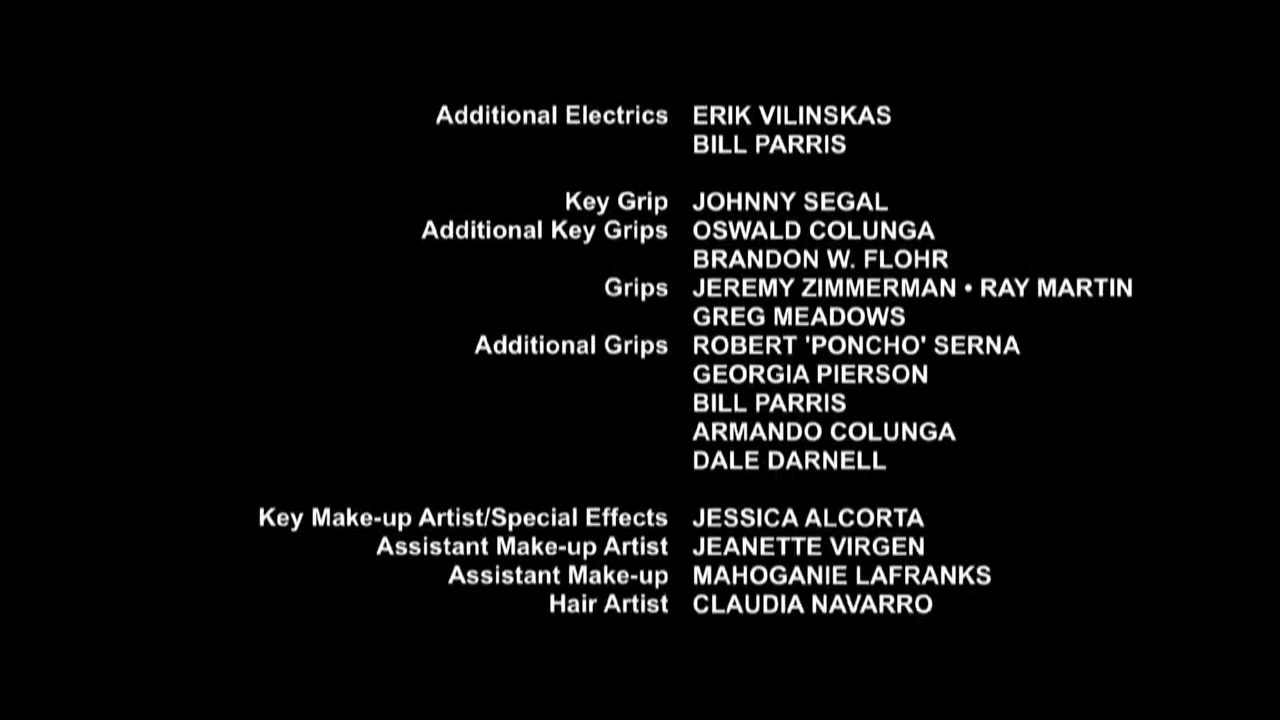 Additional Electrics ERIK VILINSKAS
BILL PARRIS
Key Grip JOHNNY SEGAL
Additional Key Grips OSWALD COLUNGA
BRANDON W. FLOHR
Grips JEREMY ZIMMERMAN • RAY MARTIN
GREG MEADOWS
Additional Grips ROBERT 'PONCHO' SERNA
GEORGIA PIERSON
BILL PARRIS
ARMANDO COLUNGA
DALE DARNELL
Key Make-up Artist/Special Effects JESSICA ALCORTA
Assistant Make-up Artist JEANETTE VIRGEN
Assistant Make-up MAHOGANIE LAFRANKS
Hair Artist CLAUDIA NAVARRO